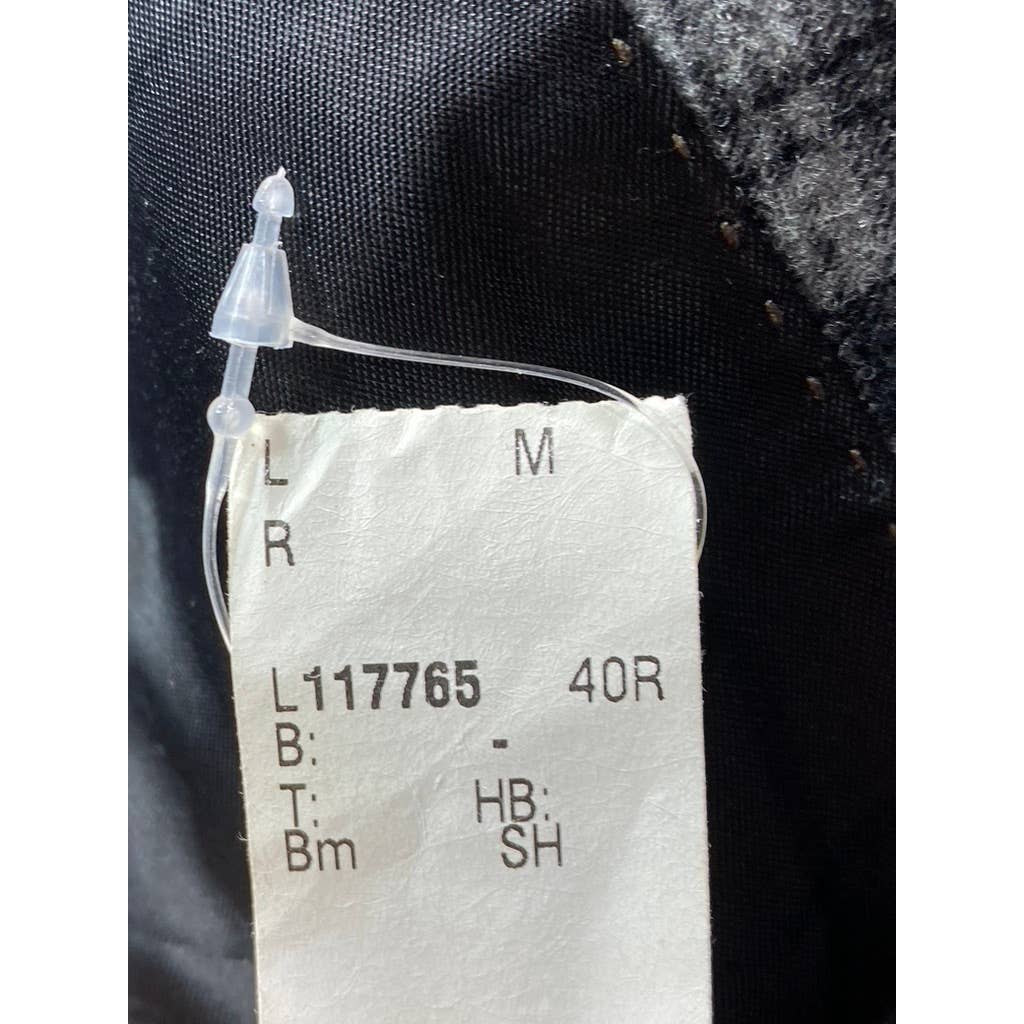 L M
R
L117765 40R
B: -
T: HB:
Bm SH